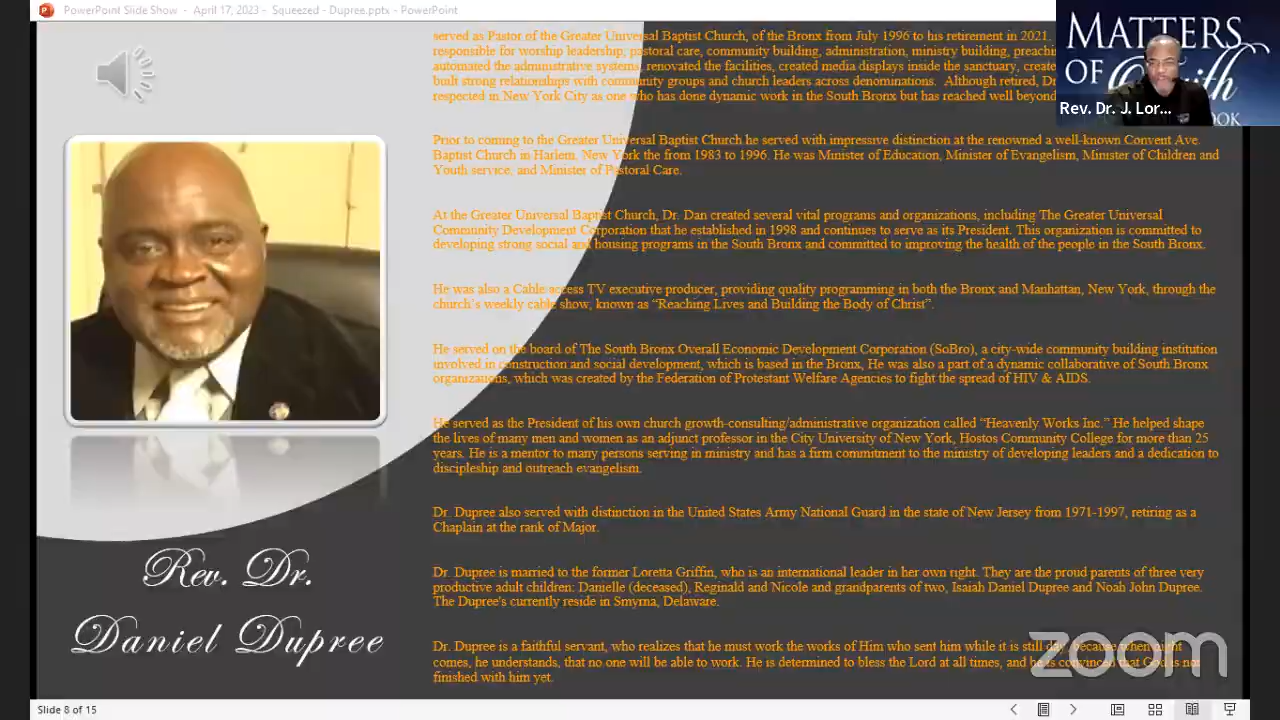 PowerPoint Slide Show - April 17, 2023 - Squeezed - Dupree.pptx - PowerPoint
served as Pastor of the Greater Universal Baptist Church, of the Bronx from July 1996 to his retirement in 2021.
responsible for worship leadership, pastoral care, community building, administration, ministry building,
automated the administrative systems, renovated the facilities, created media displays inside the sanctuary,
built strong relationships with community groups and church leaders across denominations. Although retired,
respected in New York City as one who has done dynamic work in the South Bronx but has reached well beyond
MATTERS
OF
Rev. Dr. J. Lor...
OOK
Prior to coming to the Greater Universal Baptist Church he served with impressive distinction at the renowned a well-known Convent Ave.
Baptist Church in Harlem, New York the from 1983 to 1996. He was Minister of Education, Minister of Evangelism, Minister of Children and
Youth service, and Minister of Pastoral Care.
At the Greater Universal Baptist Church, Dr. Dan created several vital programs and organizations, including The Greater Universal
Community Development Corporation that he established in 1998 and continues to serve as its President. This organization is committed to
developing strong social and housing programs in the South Bronx and committed to improving the health of the people in the South Bronx.
He was also a Cable access TV executive producer, providing quality programming in both the Bronx and Manhattan, New York, through the
church's weekly cable show, known as “Reaching Lives and Building the Body of Christ”.
He served on the board of The South Bronx Overall Economic Development Corporation (SoBro), a city-wide community building institution
involved in construction and social development, which is based in the Bronx, He was also a part of a dynamic collaborative of South Bronx
organizations, which was created by the Federation of Protestant Welfare Agencies to fight the spread of HIV & AIDS.
He served as the President of his own church growth-consulting/administrative organization called “Heavenly Works Inc.” He helped shape
the lives of many men and women as an adjunct professor in the City University of New York, Hostos Community College for more than 25
years. He is a mentor to many persons serving in ministry and has a firm commitment to the ministry of developing leaders and a dedication to
discipleship and outreach evangelism.
Dr. Dupree also served with distinction in the United States Army National Guard in the state of New Jersey from 1971-1997, retiring as a
Chaplain at the rank of Major.
Dr. Dupree is married to the former Loretta Griffin, who is an international leader in her own right. They are the proud parents of three very
productive adult children: Danielle (deceased), Reginald and Nicole and grandparents of two, Isaiah Daniel Dupree and Noah John Dupree.
The Dupree's currently reside in Smyrna, Delaware.
Dr. Dupree is a faithful servant, who realizes that he must work the works of Him who sent him while it is still day, because when night
comes, he understands, that no one will be able to work. He is determined to bless the Lord at all times, and he is convinced that God is not
finished with him yet.
Rev. Dr.
Daniel Dupree
zoom
Slide 8 of 15